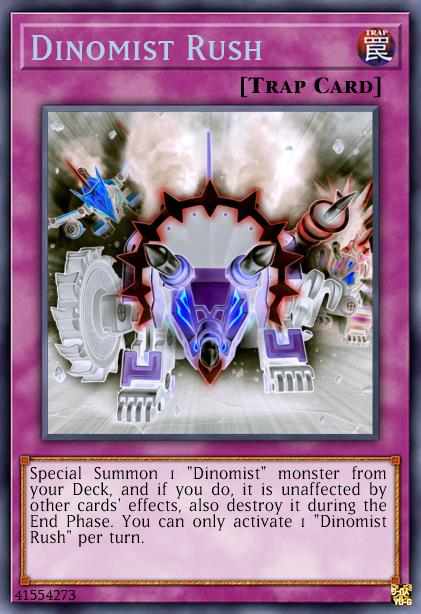 DINOMIST RUSH
TRAP
罠
[TRAP CARD]
Special Summon 1 "Dinomist" monster from
your Deck, and if you do, it is unaffected by
other cards' effects, also destroy it during the
End Phase. You can only activate 1 "Dinomist
Rush" per turn.
41554273